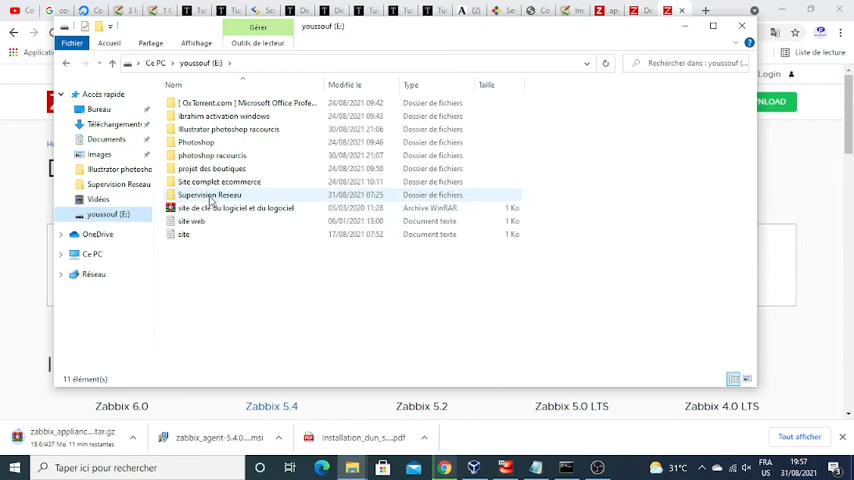 Gérer
youssouf (E:)
Fichier
Accueil
Partage
Affichage
Outils de lecteur
Ce PC
youssouf (E:)
Rechercher dans : youssouf (...
Nom
Modifié le
Type
Taille
Accès rapide
Bureau
Téléchargements
Documents
Images
Illustrator photosho
Supervision Reseau
Vidéos
youssouf (E:)
OneDrive
Ce PC
Réseau
[ OxTorrent.com ] Microsoft Office Profe... 24/08/2021 09:42 Dossier de fichiers
ibrahim activation windows 24/08/2021 09:43 Dossier de fichiers
Illustrator photoshop racourcis 30/08/2021 21:06 Dossier de fichiers
Photoshop 24/08/2021 09:46 Dossier de fichiers
photoshop racourcis 30/08/2021 21:07 Dossier de fichiers
projet des boutiques 24/08/2021 09:50 Dossier de fichiers
Site complet ecommerce 24/08/2021 10:11 Dossier de fichiers
Supervision Reseau 31/08/2021 07:25 Dossier de fichiers
site de clé du logiciel et du logociel 03/03/2020 11:28 Archive WinRAR 1 Ko
site web 06/01/2021 13:00 Document texte 1 Ko
site 17/08/2021 07:52 Document texte 1 Ko
11 élément(s)
Liste de lecture
Login
Zabbix 6.0
Zabbix 5.4
Zabbix 5.2
Zabbix 5.0 LTS
Zabbix 4.0 LTS
zabbix_applianc....tar.gz
19,6/437 Mo, 11 min restantes
zabbix_agent-5.4.0....msi
Installation_dun_s....pdf
Tout afficher
Taper ici pour rechercher
31°C
FRA
US
19:57
31/08/2021